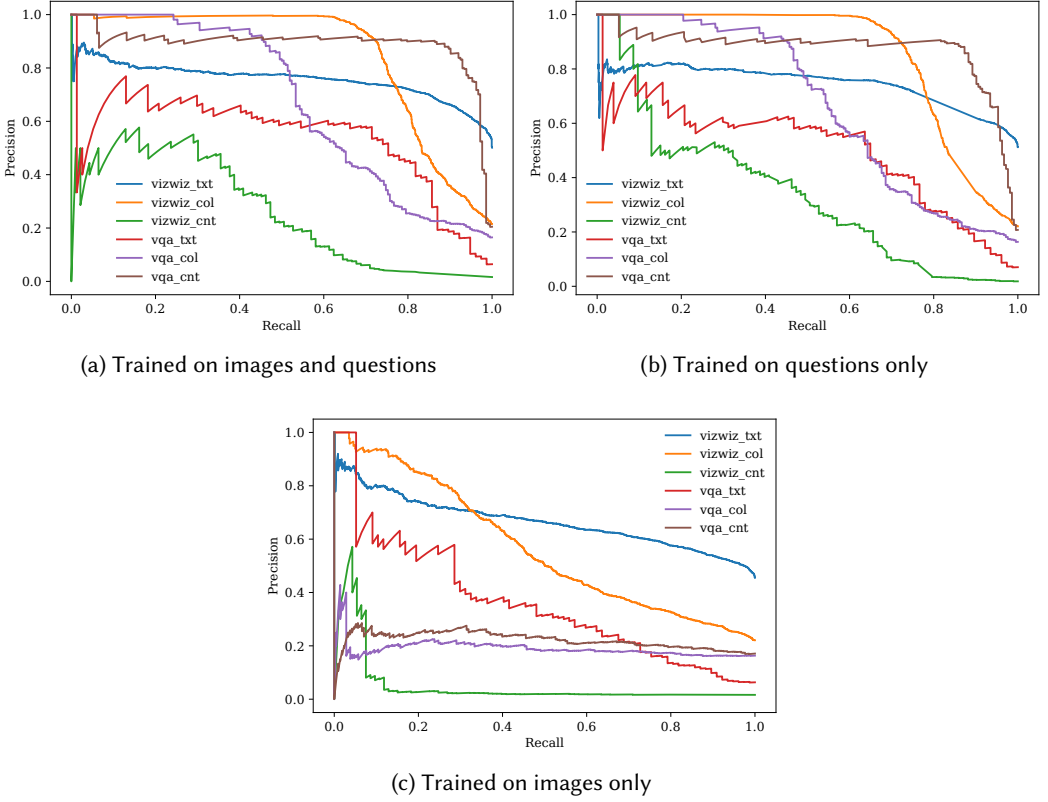 1.0
0.8
0.6
0.4
0.2
0.0
Precision
vizwiz_txt
vizwiz_col
vizwiz_cnt
vqa_txt
vqa_col
vqa_cnt
0.0 0.2 0.4 0.6 0.8 1.0
Recall
(a) Trained on images and questions
1.0
0.8
0.6
0.4
0.2
0.0
Precision
vizwiz_txt
vizwiz_col
vizwiz_cnt
vqa_txt
vqa_col
vqa_cnt
0.0 0.2 0.4 0.6 0.8 1.0
Recall
(b) Trained on questions only
1.0
0.8
0.6
0.4
0.2
0.0
Precision
vizwiz_txt
vizwiz_col
vizwiz_cnt
vqa_txt
vqa_col
vqa_cnt
0.0 0.2 0.4 0.6 0.8 1.0
Recall
(c) Trained on images only